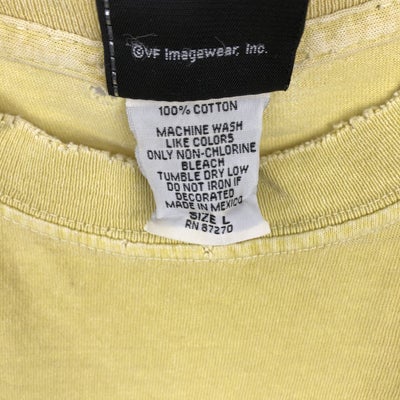 ©VF Imagewear, Inc.
100% COTTON
MACHINE WASH
LIKE COLORS
ONLY NON-CHLORINE
BLEACH
TUMBLE DRY LOW
DO NOT IRON IF
DECORATED
MADE IN MEXICO
SIZE L
RN 87270